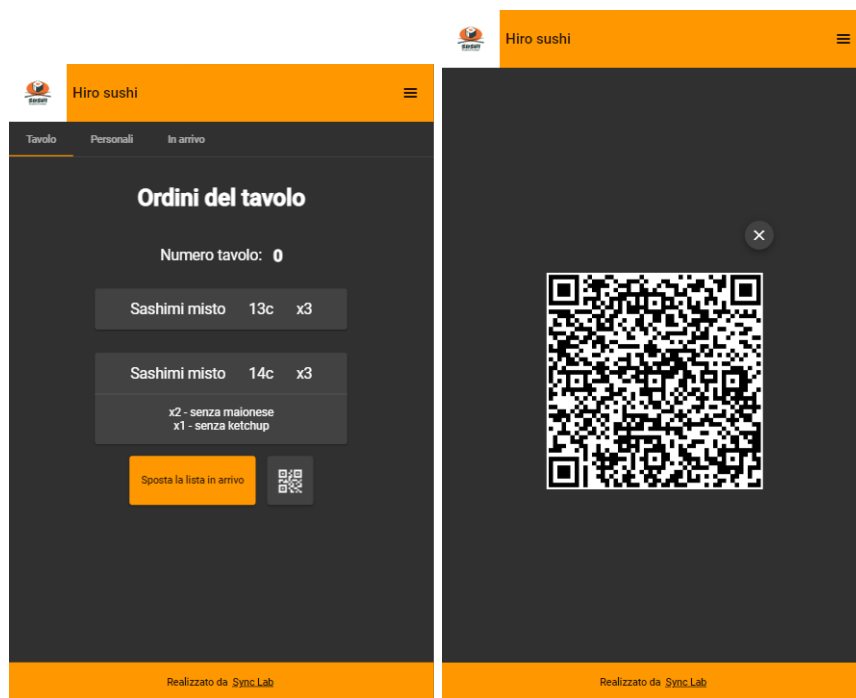 Hiro sushi
Tavolo Personali In arrivo
Ordini del tavolo
Numero tavolo: 0
Sashimi misto 13c x3
Sashimi misto 14c x3
x2 - senza maionese
x1 - senza ketchup
Sposta la lista in arrivo
Realizzato da Sync Lab
Hiro sushi
Realizzato da Sync Lab